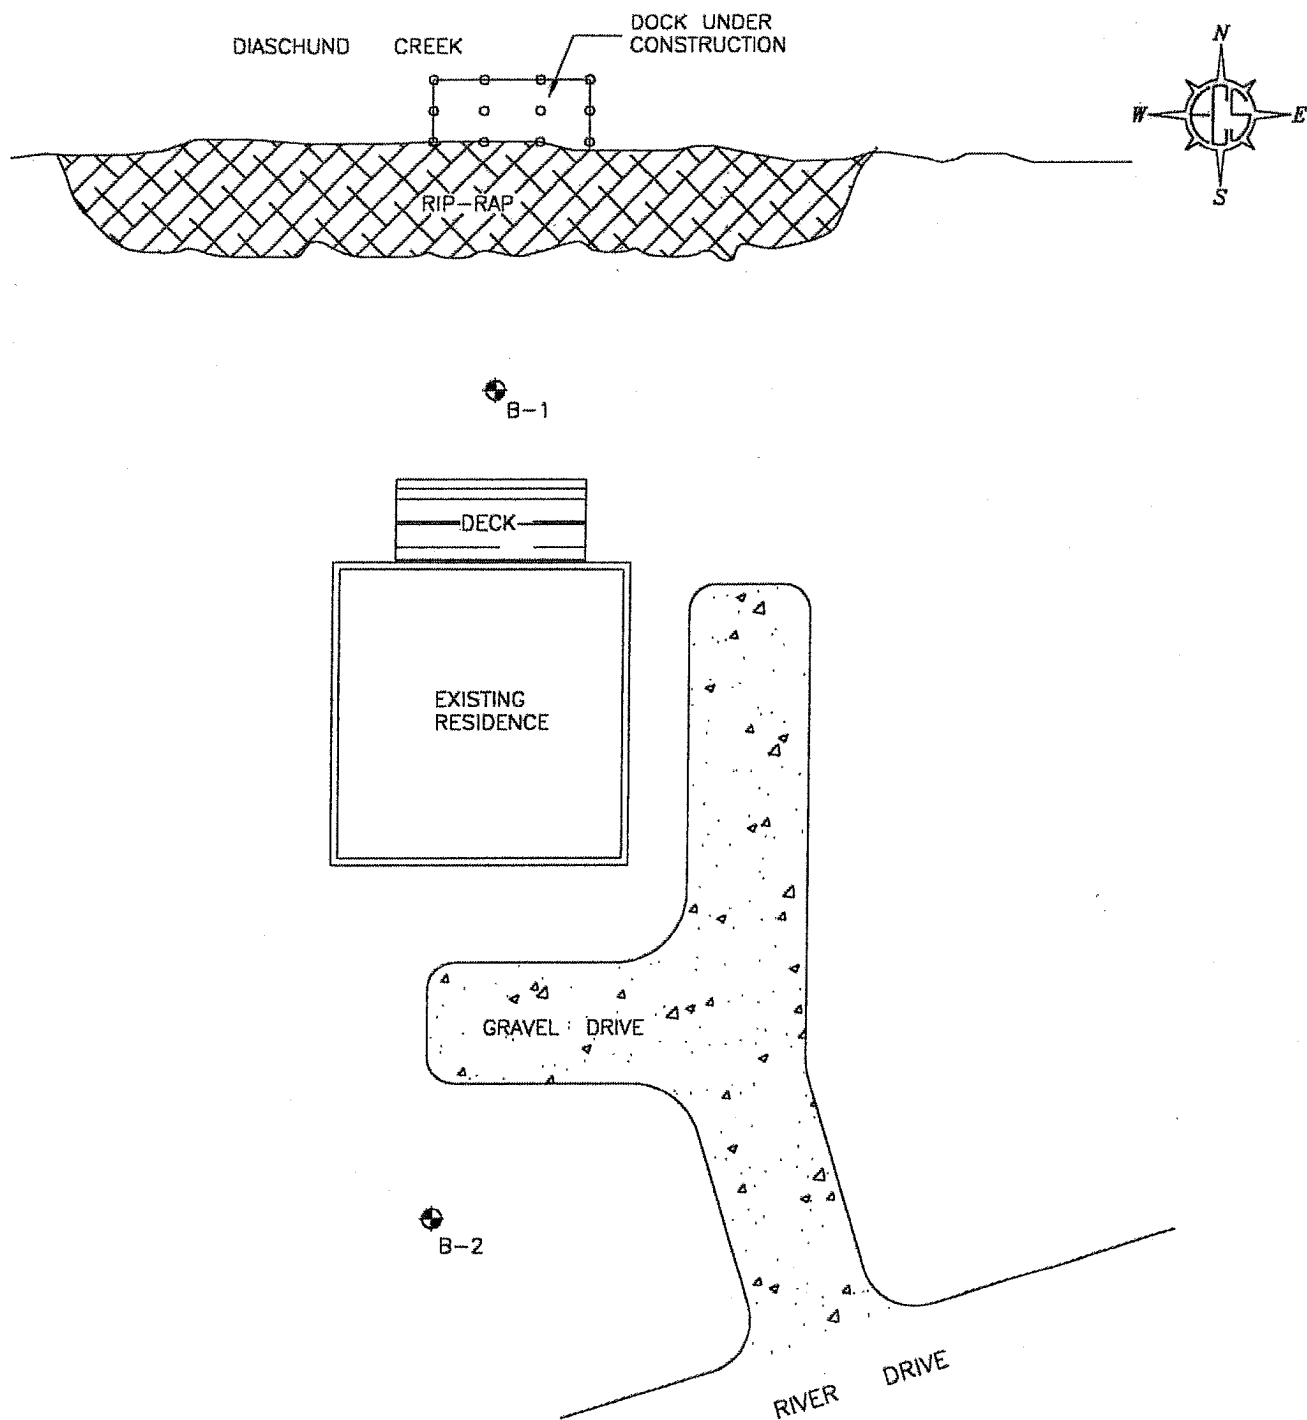 DIASCHUND CREEK
DOCK UNDER
CONSTRUCTION
N
W
E
S
RIP-RAP
B-1
DECK
EXISTING
RESIDENCE
GRAVEL DRIVE
B-2
RIVER DRIVE